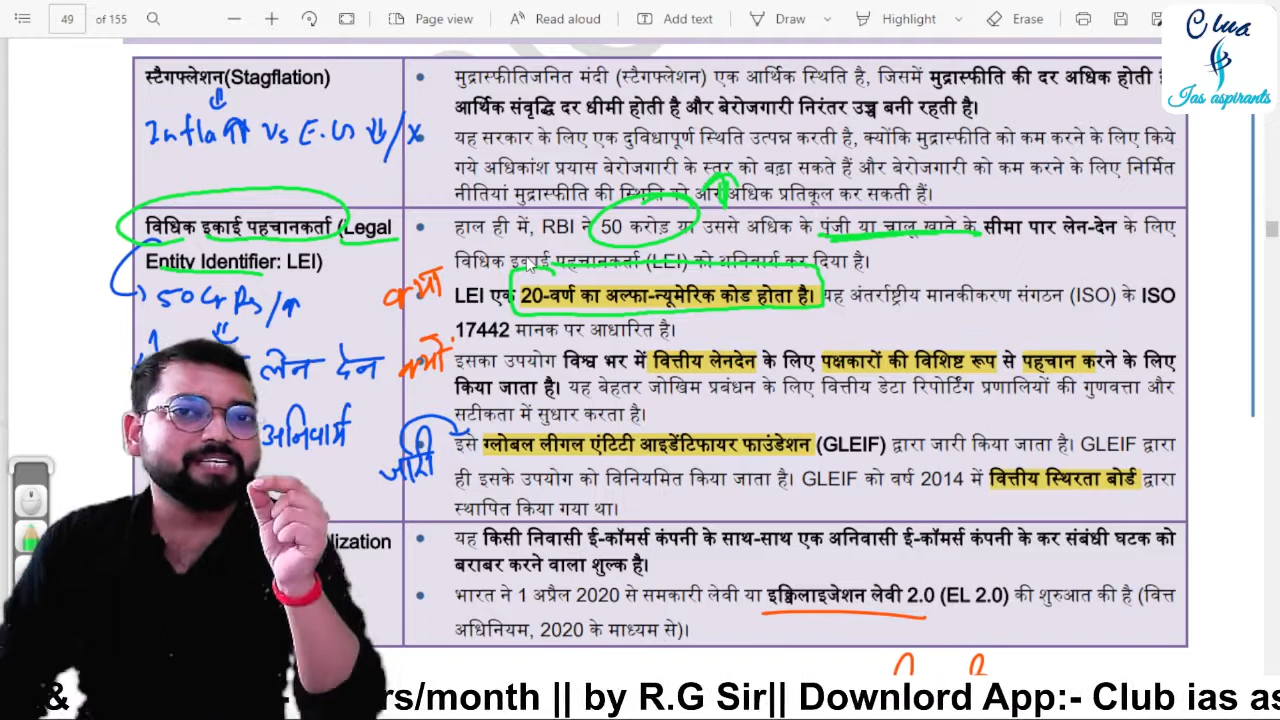 49 of 155
Page view
Read aloud
Add text
Draw
Highlight
Erase
Club
Ias aspirants
स्टैगफ्लेशन(Stagflation)
Infla vs E.G
मुद्रास्फीतिजनित मंदी (स्टैगफ्लेशन) एक आर्थिक स्थिति है, जिसमें मुद्रास्फीति की दर अधिक होती
आर्थिक संवृद्धि दर धीमी होती है और बेरोजगारी निरंतर उच्च बनी रहती है।
यह सरकार के लिए एक दुविधापूर्ण स्थिति उत्पन्न करती है, क्योंकि मुद्रास्फीति को कम करने के लिए किये
गये अधिकांश प्रयास बेरोजगारी के स्तर को बढ़ा सकते हैं और बेरोजगारी को कम करने के लिए निर्मित
नीतियां मुद्रास्फीति की स्थिति को और अधिक प्रतिकूल कर सकती हैं।
विधिक इकाई पहचानकर्ता (Legal
Entity Identifier: LEI)
50 Cr Rs/
लेन देन
अनिवार्य
हाल ही में, RBI ने 50 करोड़ या उससे अधिक के पूंजी या चालू खाते के सीमा पार लेन-देन के लिए
विधिक इकाई पहचानकर्ता (LEI) को अनिवार्य कर दिया है।
क्या
LEI एक 20-वर्ण का अल्फा-न्यूमेरिक कोड होता है। यह अंतर्राष्ट्रीय मानकीकरण संगठन (ISO) के ISO
17442 मानक पर आधारित है।
क्यों
इसका उपयोग विश्व भर में वित्तीय लेनदेन के लिए पक्षकारों की विशिष्ट रूप से पहचान करने के लिए
किया जाता है। यह बेहतर जोखिम प्रबंधन के लिए वित्तीय डेटा रिपोर्टिंग प्रणालियों की गुणवत्ता और
सटीकता में सुधार करता है।
जारी
इसे ग्लोबल लीगल एंटिटी आइडेंटिफायर फाउंडेशन (GLEIF) द्वारा जारी किया जाता है। GLEIF द्वारा
ही इसके उपयोग को विनियमित किया जाता है। GLEIF को वर्ष 2014 में वित्तीय स्थिरता बोर्ड द्वारा
स्थापित किया गया था।
lization
यह किसी निवासी ई-कॉमर्स कंपनी के साथ-साथ एक अनिवासी ई-कॉमर्स कंपनी के कर संबंधी घटक को
बराबर करने वाला शुल्क है।
भारत ने 1 अप्रैल 2020 से समकारी लेवी या इक्विलाइजेशन लेवी 2.0 (EL 2.0) की शुरुआत की है (वित्त
अधिनियम, 2020 के माध्यम से)।
rs/month || by R.G Sir|| Downlord App:- Club ias as